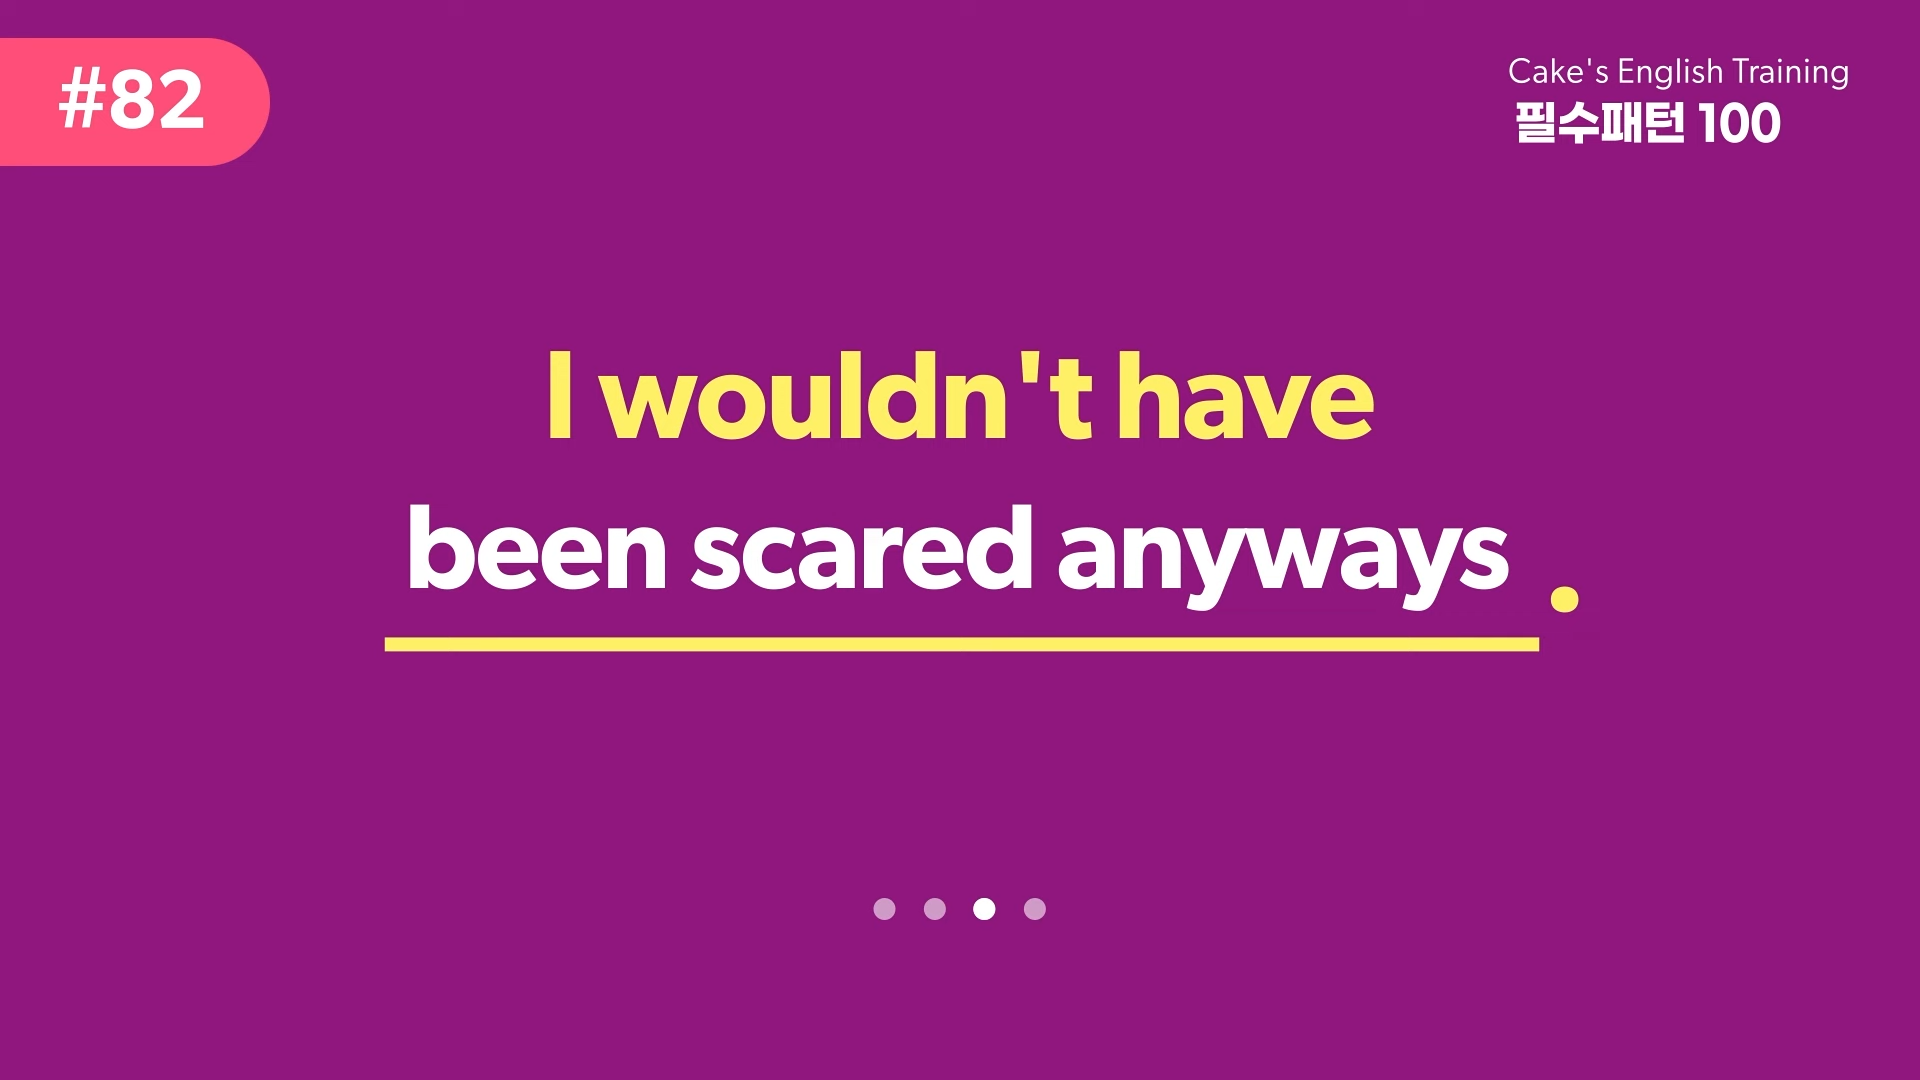 #82
Cake's English Training
필수패턴 100
I wouldn't have
been scared anyways.